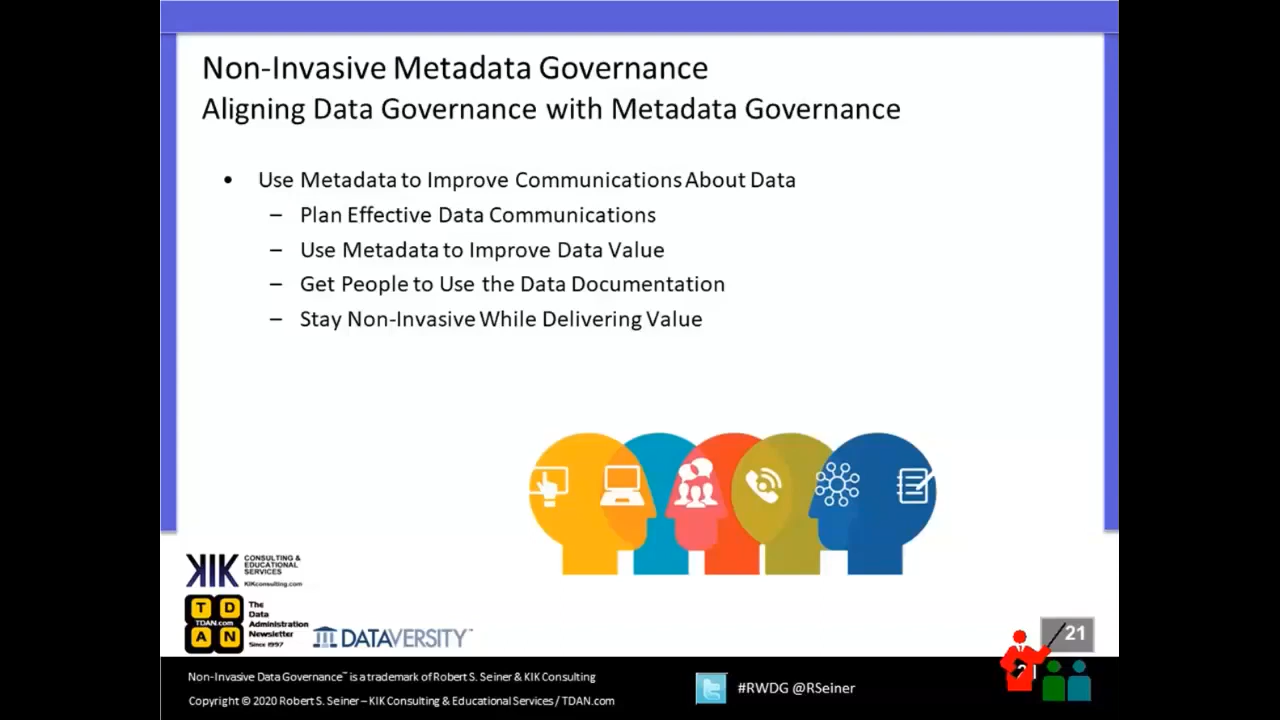 Non-Invasive Metadata Governance
Aligning Data Governance with Metadata Governance
• Use Metadata to Improve Communications About Data
– Plan Effective Data Communications
– Use Metadata to Improve Data Value
– Get People to Use the Data Documentation
– Stay Non-Invasive While Delivering Value
KIK CONSULTING &
EDUCATIONAL
SERVICES
KIKconsulting.com
T D
TDAN.com
A N
The
Data
Administration
Newsletter
Since 1997
DATAVERSITY™
21
Non-Invasive Data Governance™ is a trademark of Robert S. Seiner & KIK Consulting
Copyright © 2020 Robert S. Seiner – KIK Consulting & Educational Services / TDAN.com
#RWDG @RSeiner